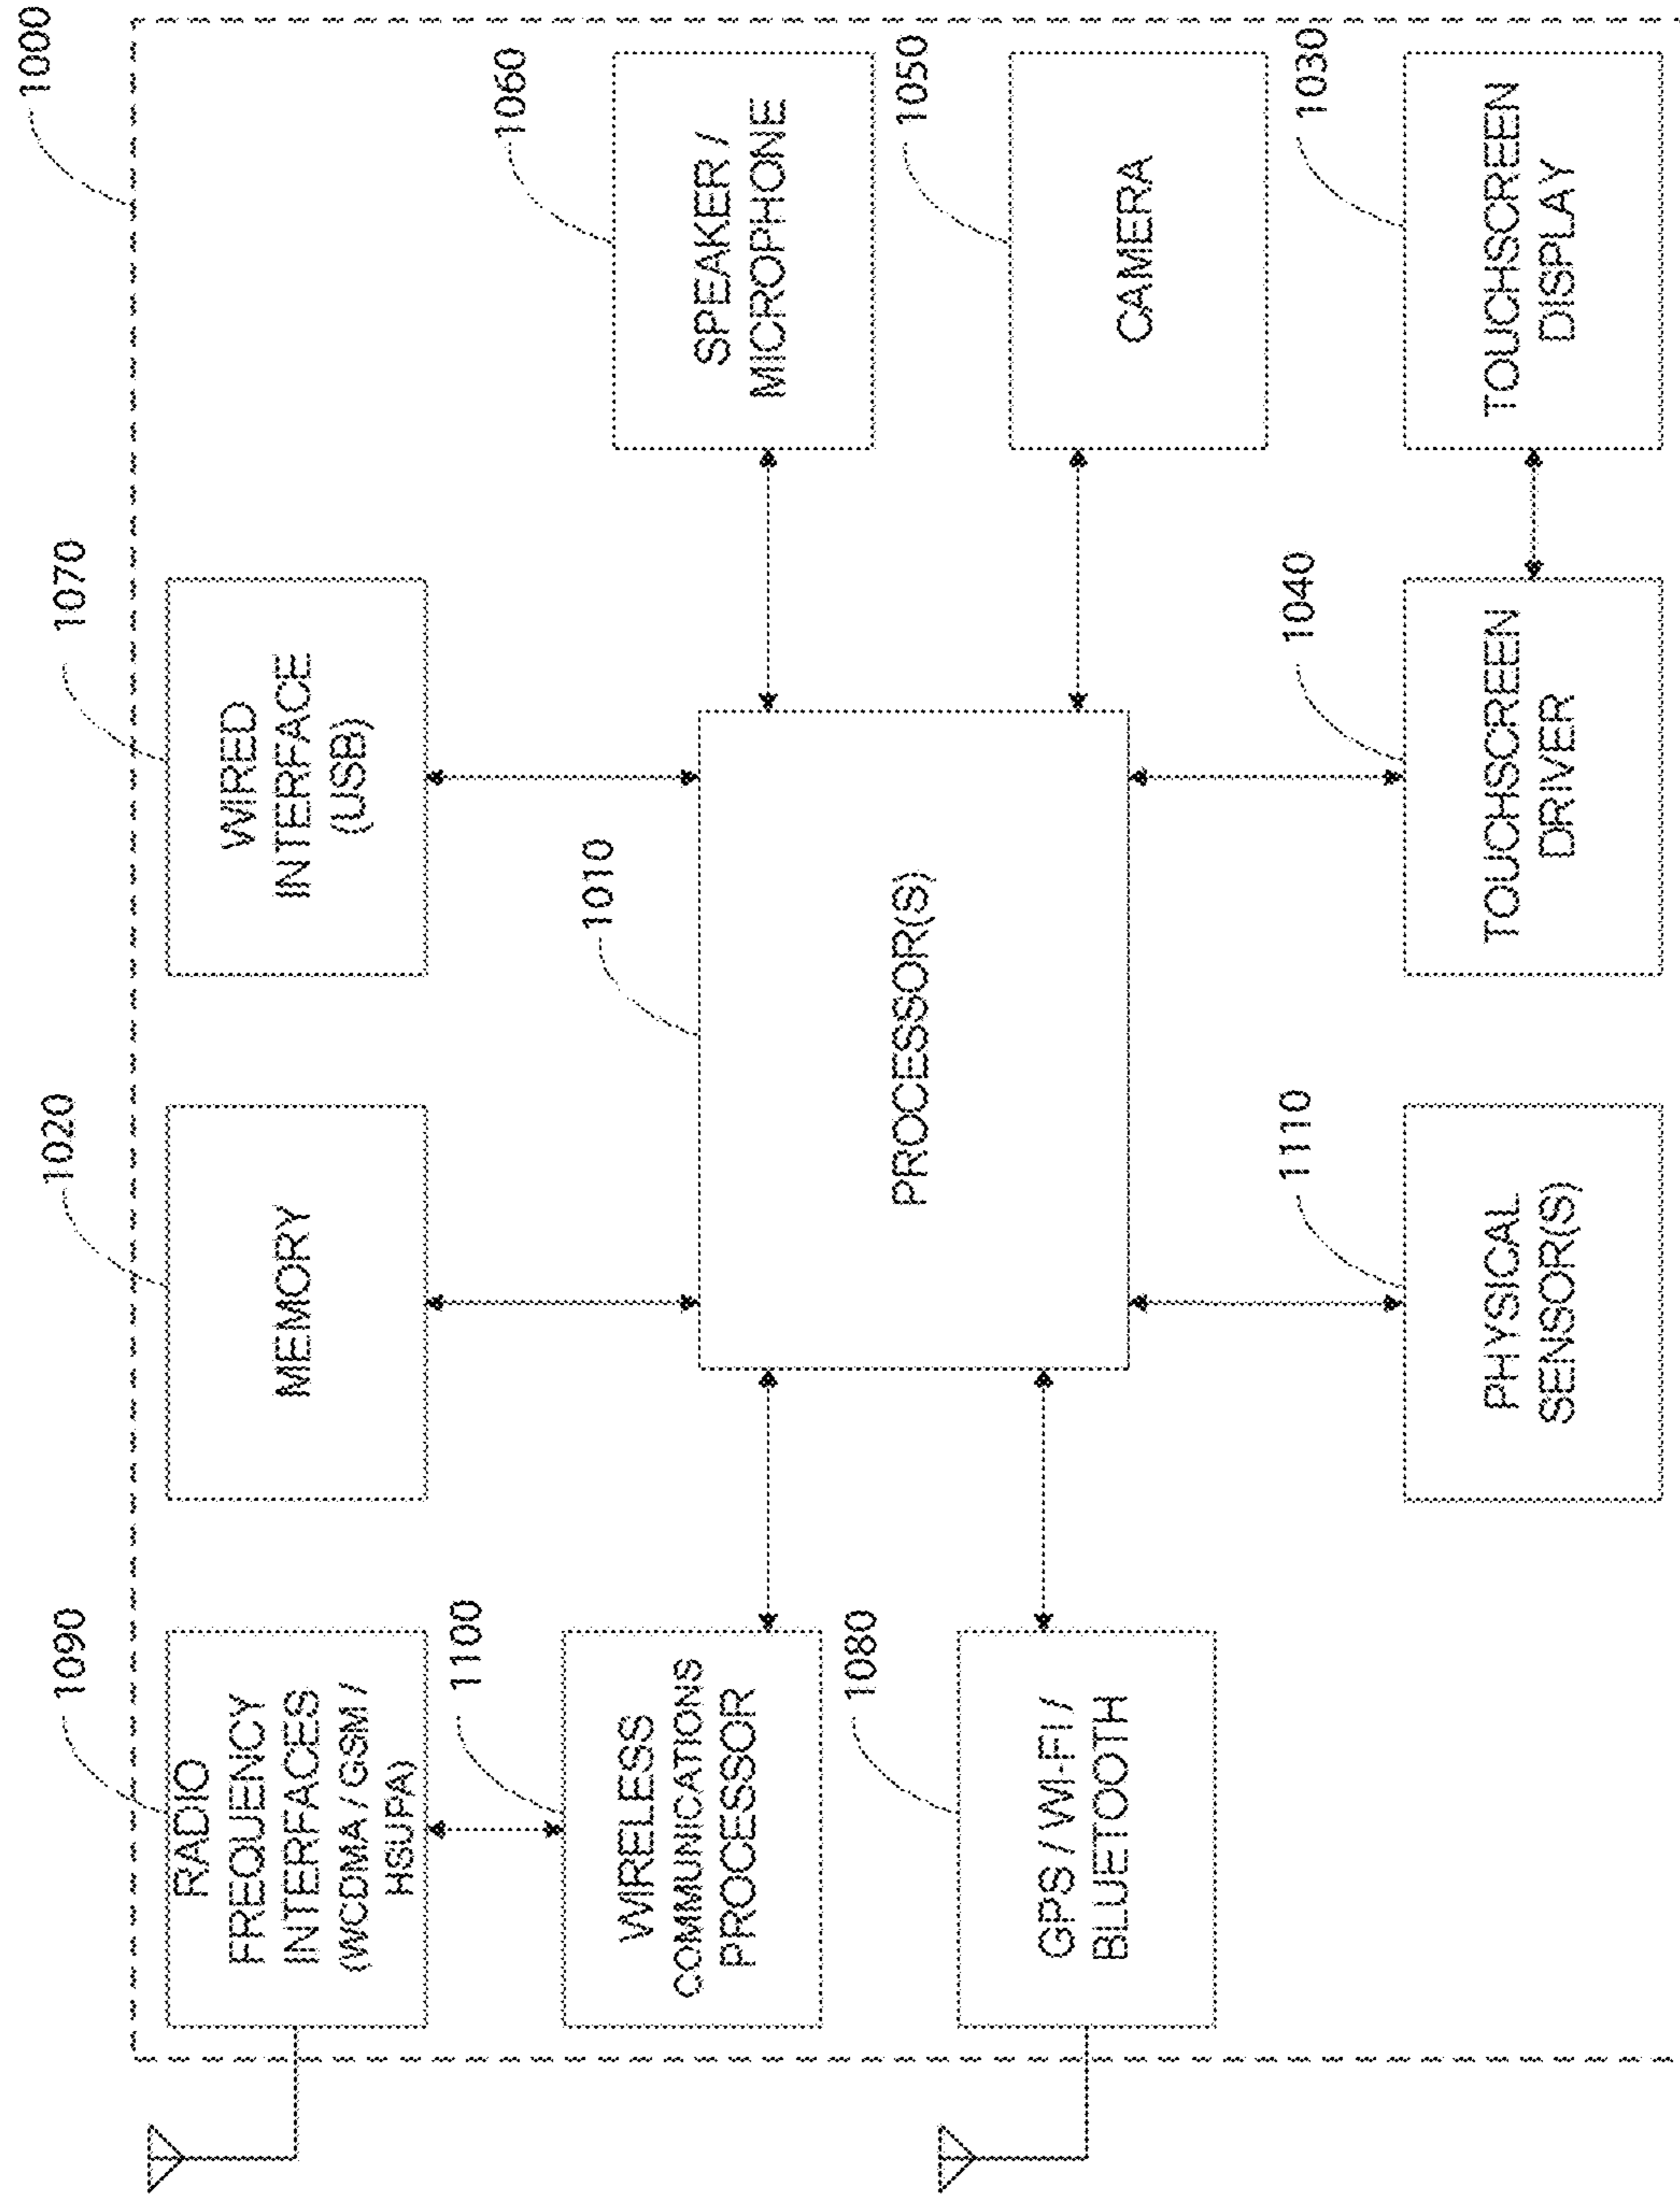 1000
1090
RADIO
FREQUENCY
INTERFACES
(WCDMA / GSM /
HSUPA)
1020
MEMORY
1070
WIRED
INTERFACE
(USB)
1100
WIRELESS
COMMUNICATIONS
PROCESSOR
1060
SPEAKER /
MICROPHONE
1010
PROCESSOR(S)
1080
GPS / WI-FI /
BLUETOOTH
1050
CAMERA
1110
PHYSICAL
SENSOR(S)
1040
TOUCHSCREEN
DRIVER
1030
TOUCHSCREEN
DISPLAY